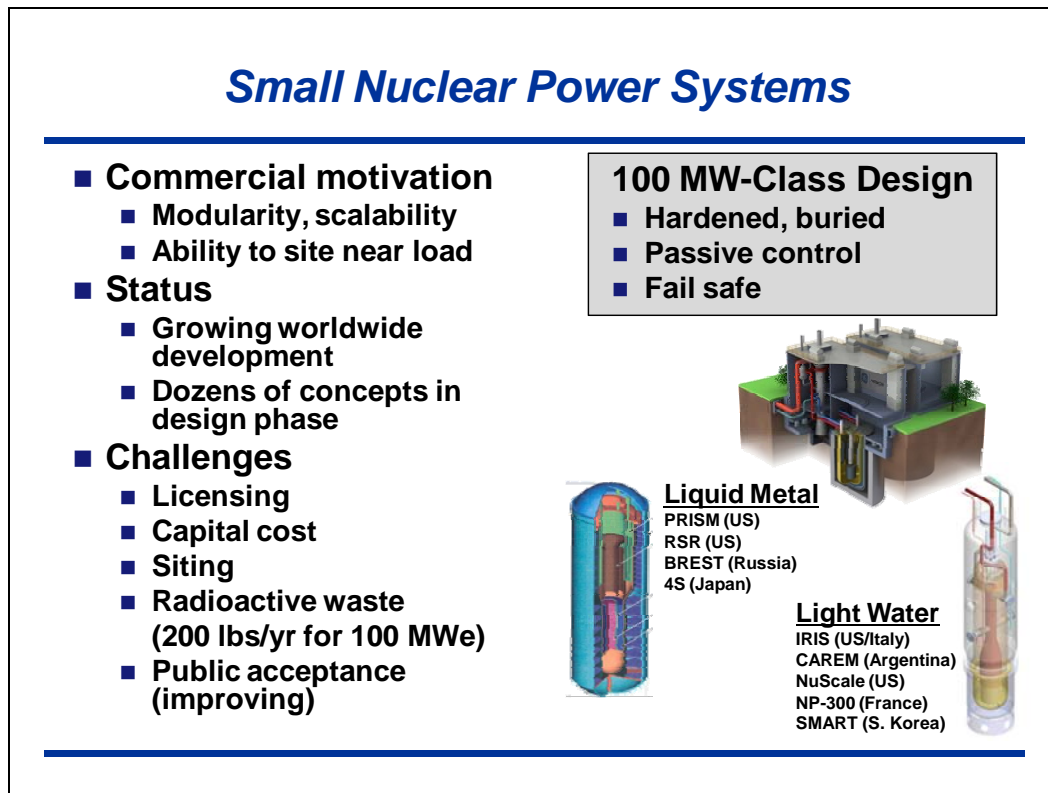 Small Nuclear Power Systems
■ Commercial motivation
■ Modularity, scalability
■ Ability to site near load
■ Status
■ Growing worldwide
development
■ Dozens of concepts in
design phase
■ Challenges
■ Licensing
■ Capital cost
■ Siting
■ Radioactive waste
(200 lbs/yr for 100 MWe)
■ Public acceptance
(improving)
100 MW-Class Design
■ Hardened, buried
■ Passive control
■ Fail safe
Liquid Metal
PRISM (US)
RSR (US)
BREST (Russia)
4S (Japan)
Light Water
IRIS (US/Italy)
CAREM (Argentina)
NuScale (US)
NP-300 (France)
SMART (S. Korea)